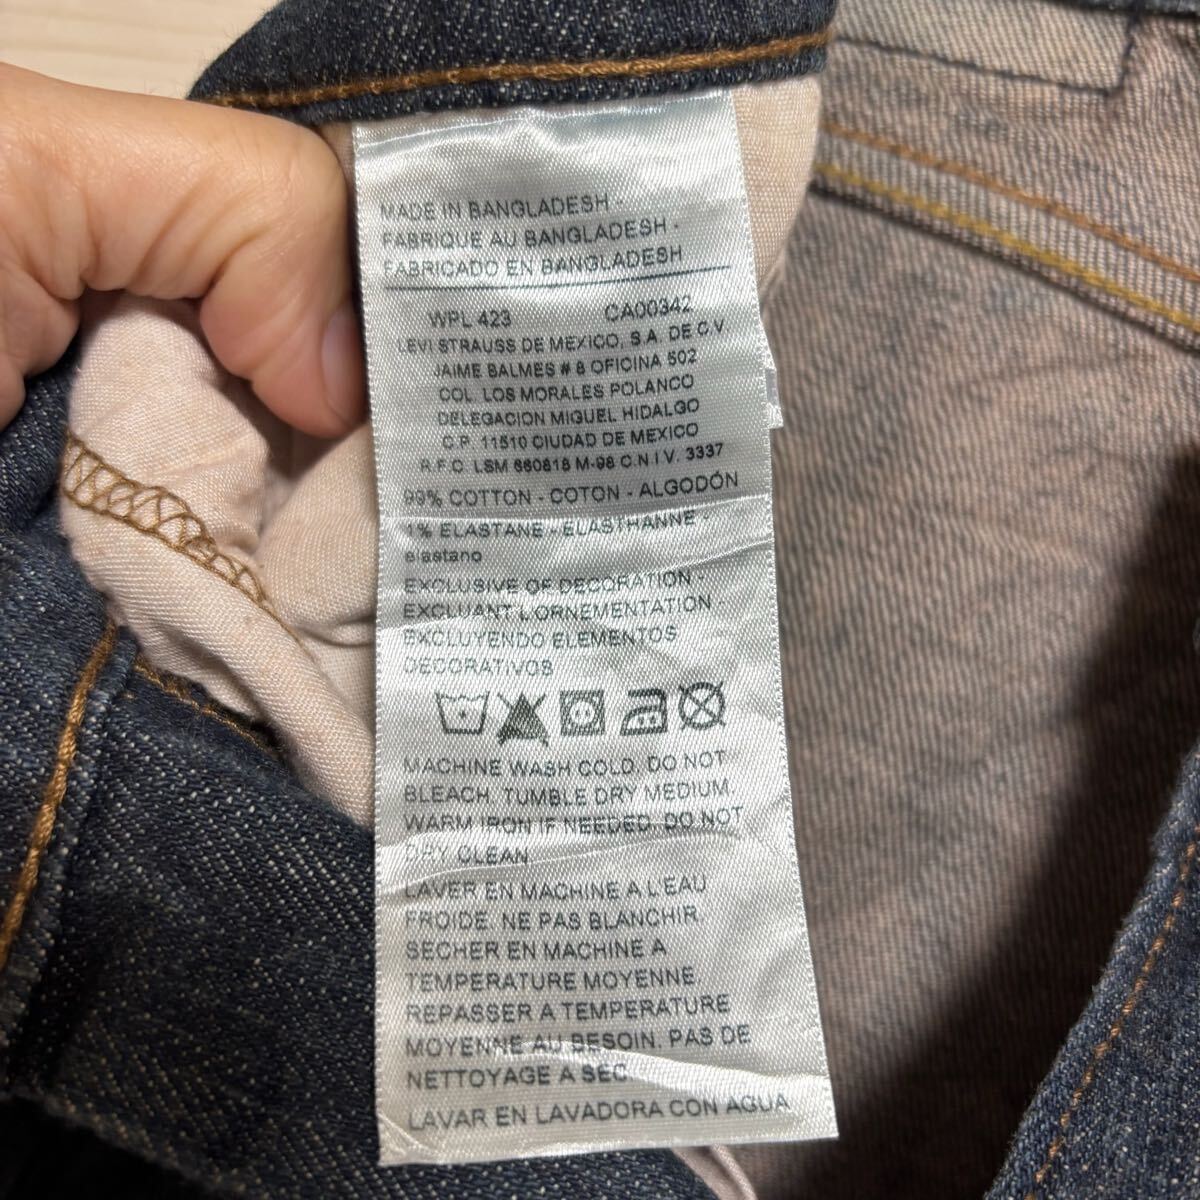 MADE IN BANGLADESH -
FABRIQUE AU BANGLADESH -
FABRICADO EN BANGLADESH
WPL 423 CA00342
LEVI STRAUSS DE MEXICO, S.A. DE C.V.
JAIME BALMES # 8 OFICINA 502
COL. LOS MORALES POLANCO
DELEGACION MIGUEL HIDALGO
C.P. 11510 CIUDAD DE MEXICO
R.F.C. LSM 660818 M-98 C.N.I.V. 3337
99% COTTON - COTON - ALGODÓN
1% ELASTANE - ELASTHANNE -
elastano
EXCLUSIVE OF DECORATION -
EXCLUANT L'ORNEMENTATION -
EXCLUYENDO ELEMENTOS
DECORATIVOS
MACHINE WASH COLD. DO NOT
BLEACH. TUMBLE DRY MEDIUM.
WARM IRON IF NEEDED. DO NOT
DRY CLEAN.
LAVER EN MACHINE A L'EAU
FROIDE. NE PAS BLANCHIR.
SECHER EN MACHINE A
TEMPERATURE MOYENNE
REPASSER A TEMPERATURE
MOYENNE AU BESOIN. PAS DE
NETTOYAGE A SEC.
LAVAR EN LAVADORA CON AGUA